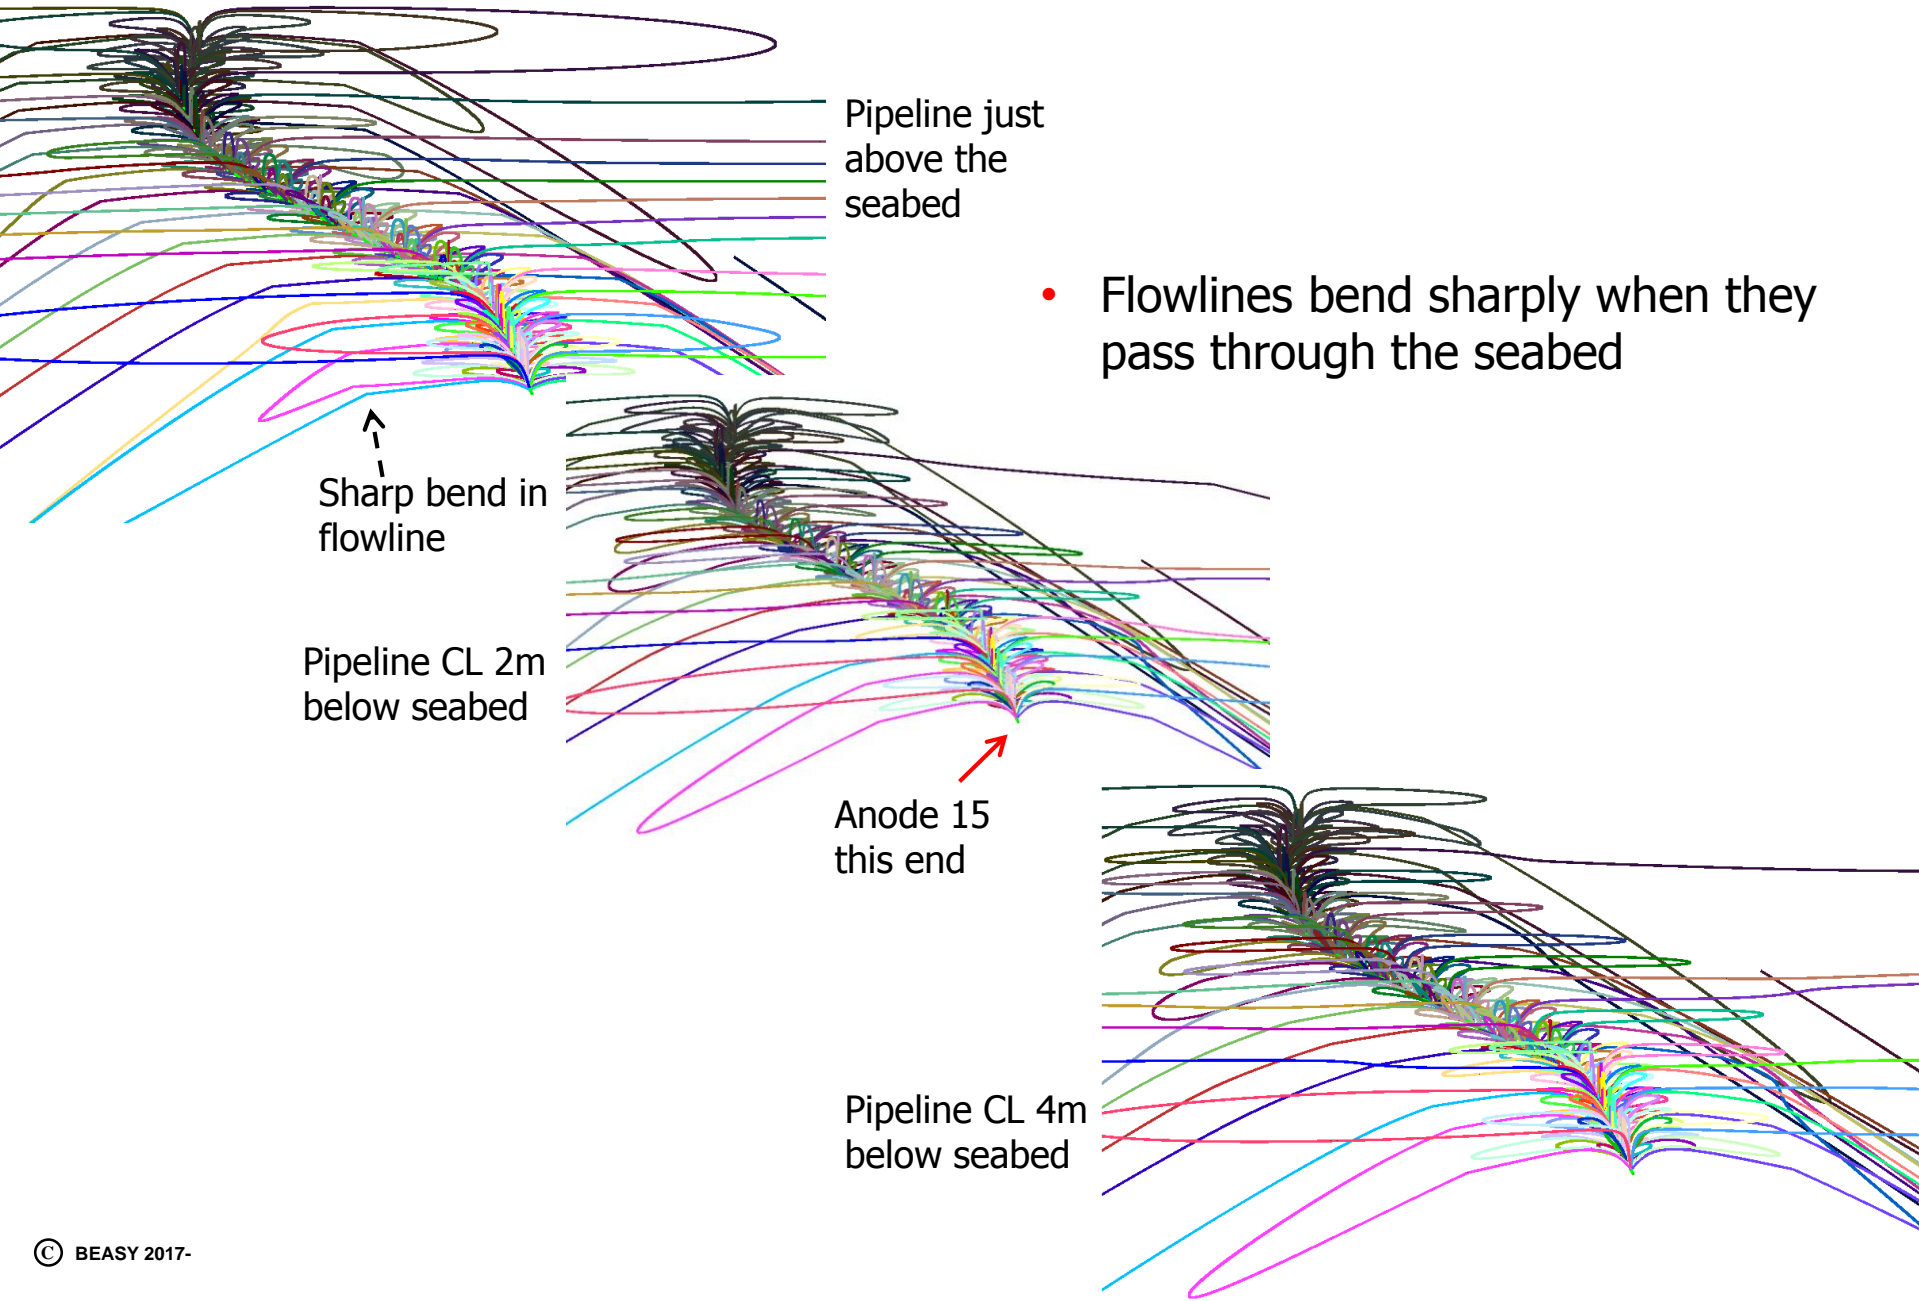 Pipeline just
above the
seabed
• Flowlines bend sharply when they
pass through the seabed
Sharp bend in
flowline
Pipeline CL 2m
below seabed
Anode 15
this end
Pipeline CL 4m
below seabed
© BEASY 2017-